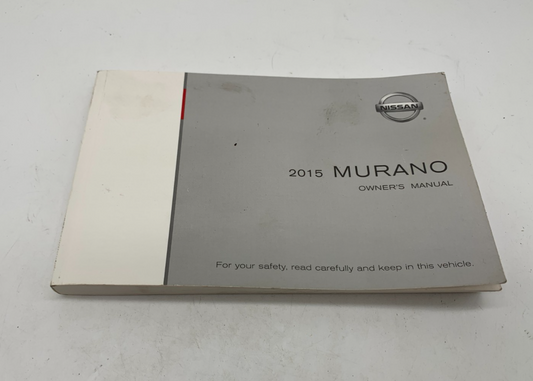 NISSAN
2015 MURANO
OWNER'S MANUAL
For your safety, read carefully and keep in this vehicle.